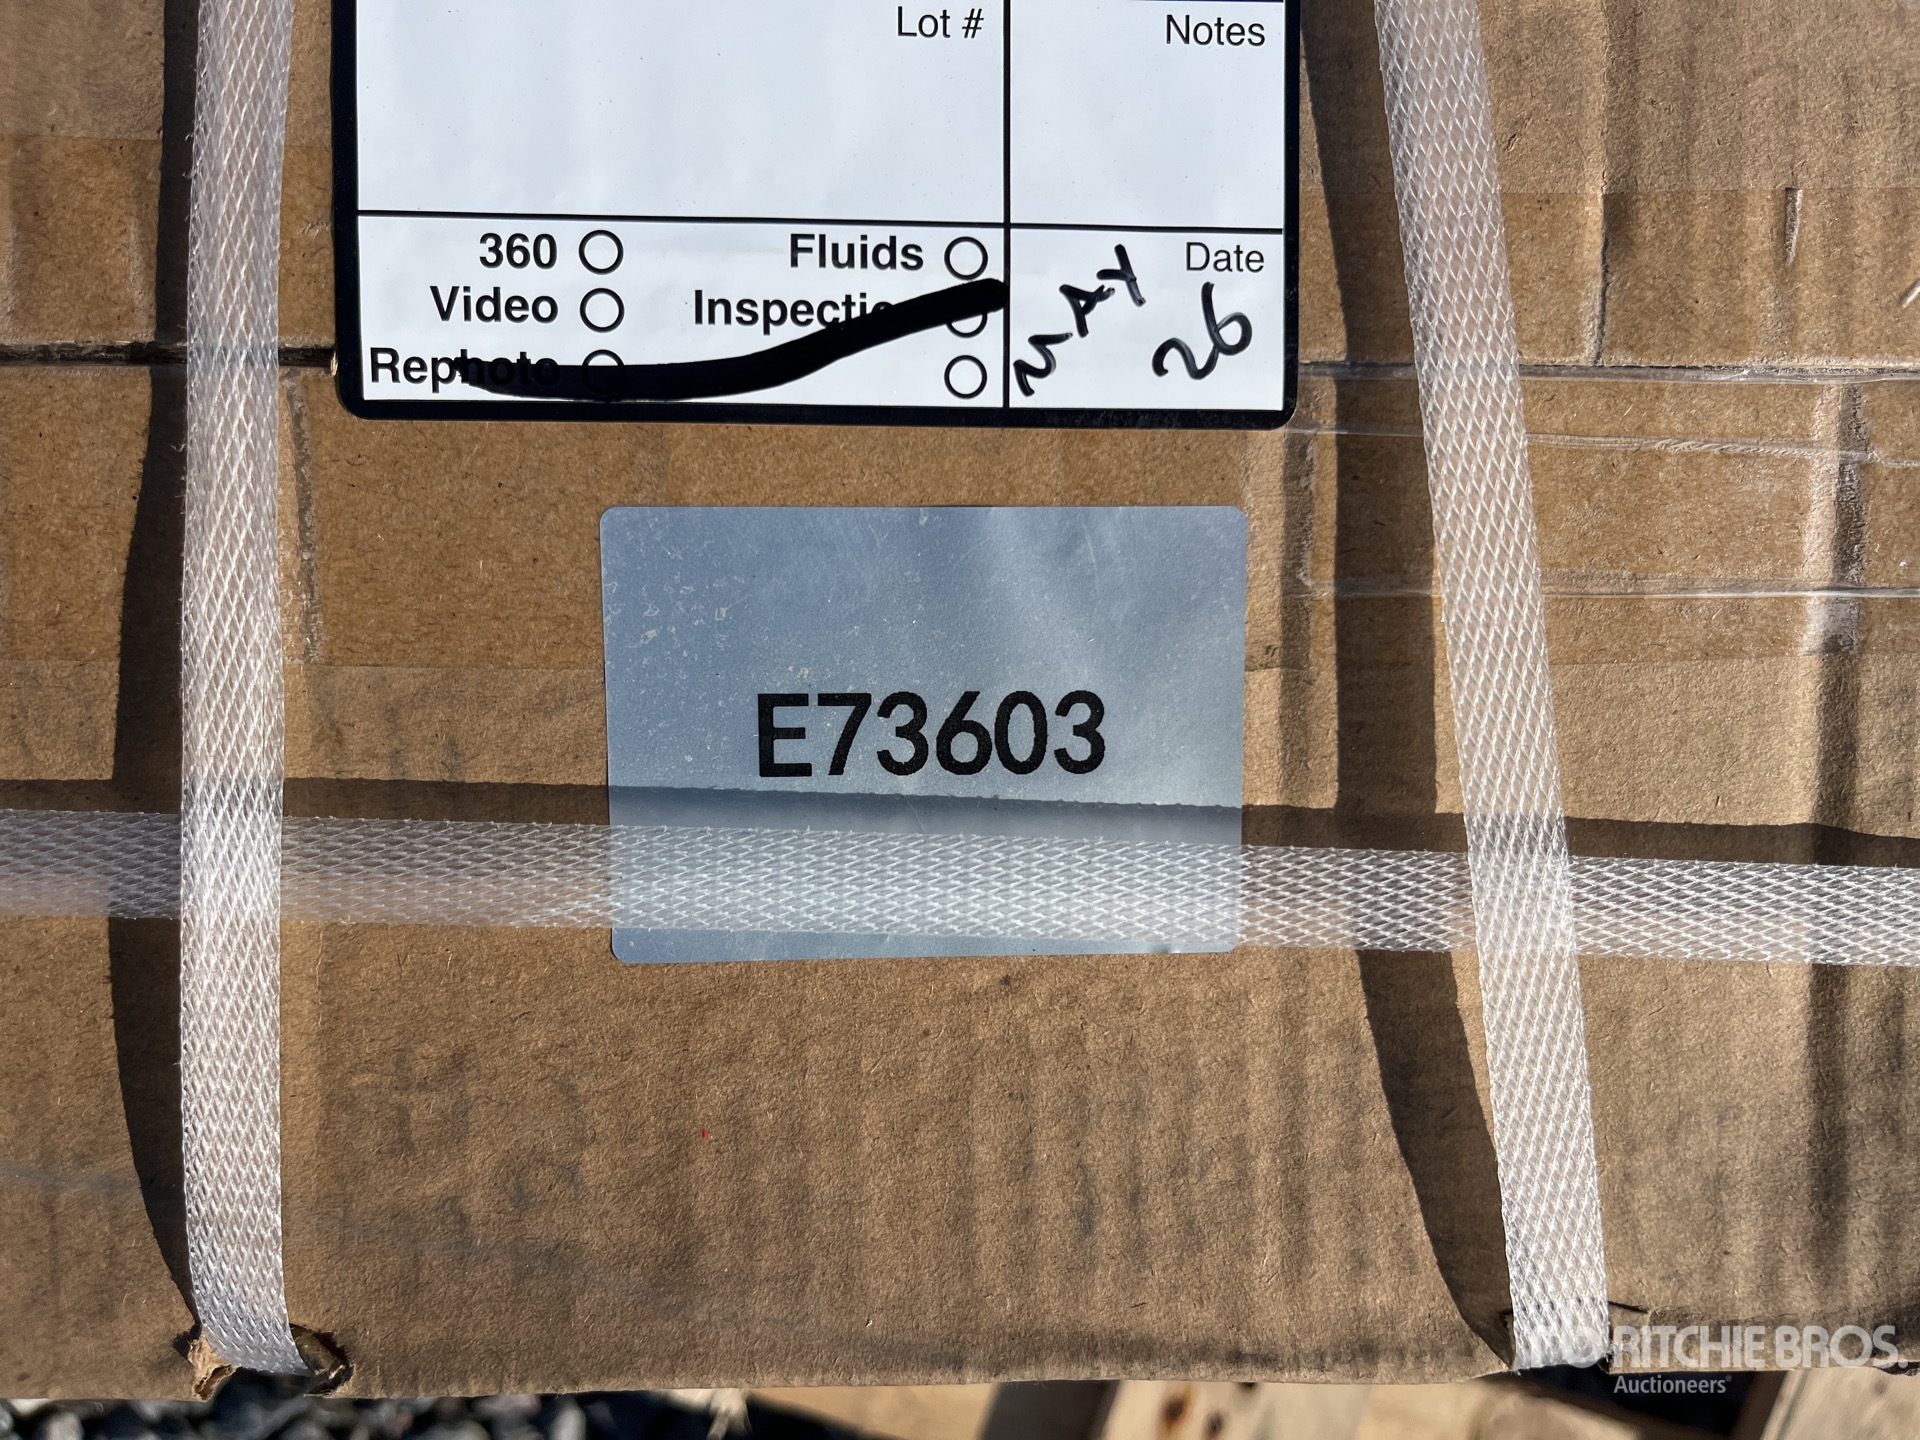 Lot #
Notes
360
Fluids
Date
Video
Inspectio
MAY
26
Rephoto
E73603
RITCHIE BROS.
Auctioneers